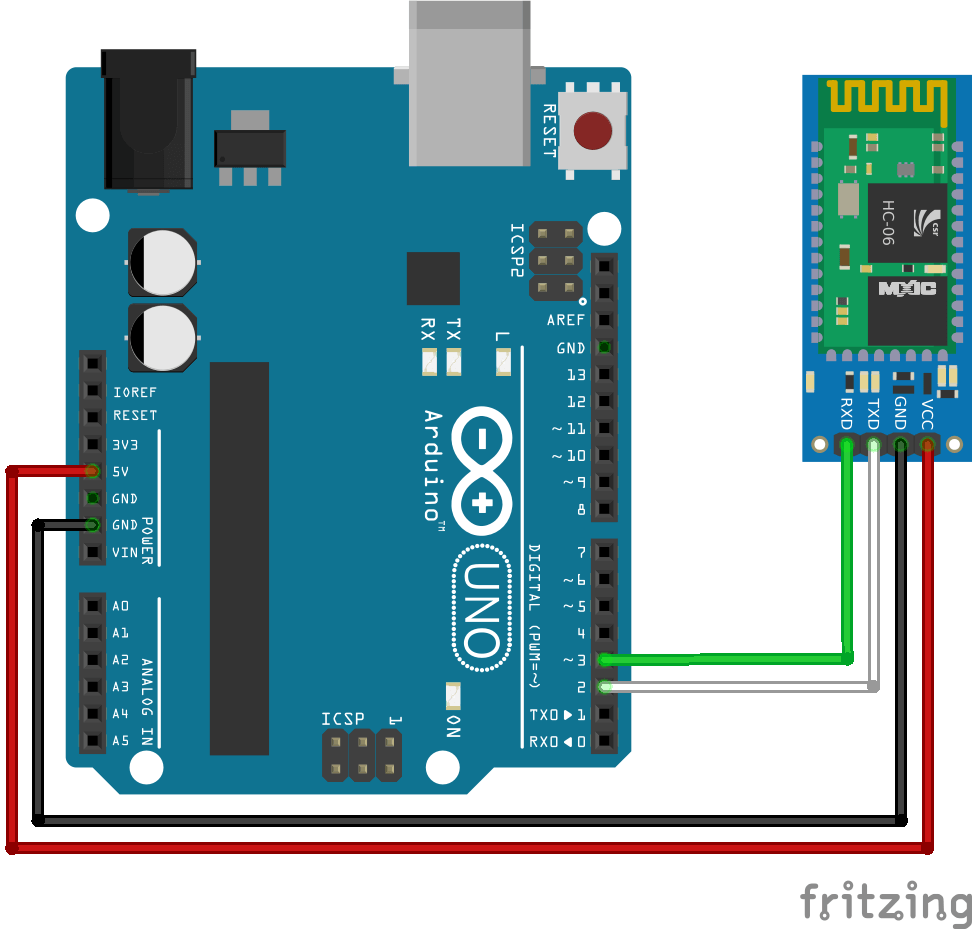 RESET
ICSP2
AREF
GND
13
12
~11
~10
~9
8
7
~6
~5
4
~3
2
TX0▶1
RX0◀0
DIGITAL (PWM=~)
RX
TX
L
Arduino™
UNO
ON
ICSP
1
IOREF
RESET
3V3
5V
GND
GND
VIN
POWER
A0
A1
A2
A3
A4
A5
ANALOG IN
HC-06
csr
MXIC
RXD
TXD
GND
VCC
fritzing